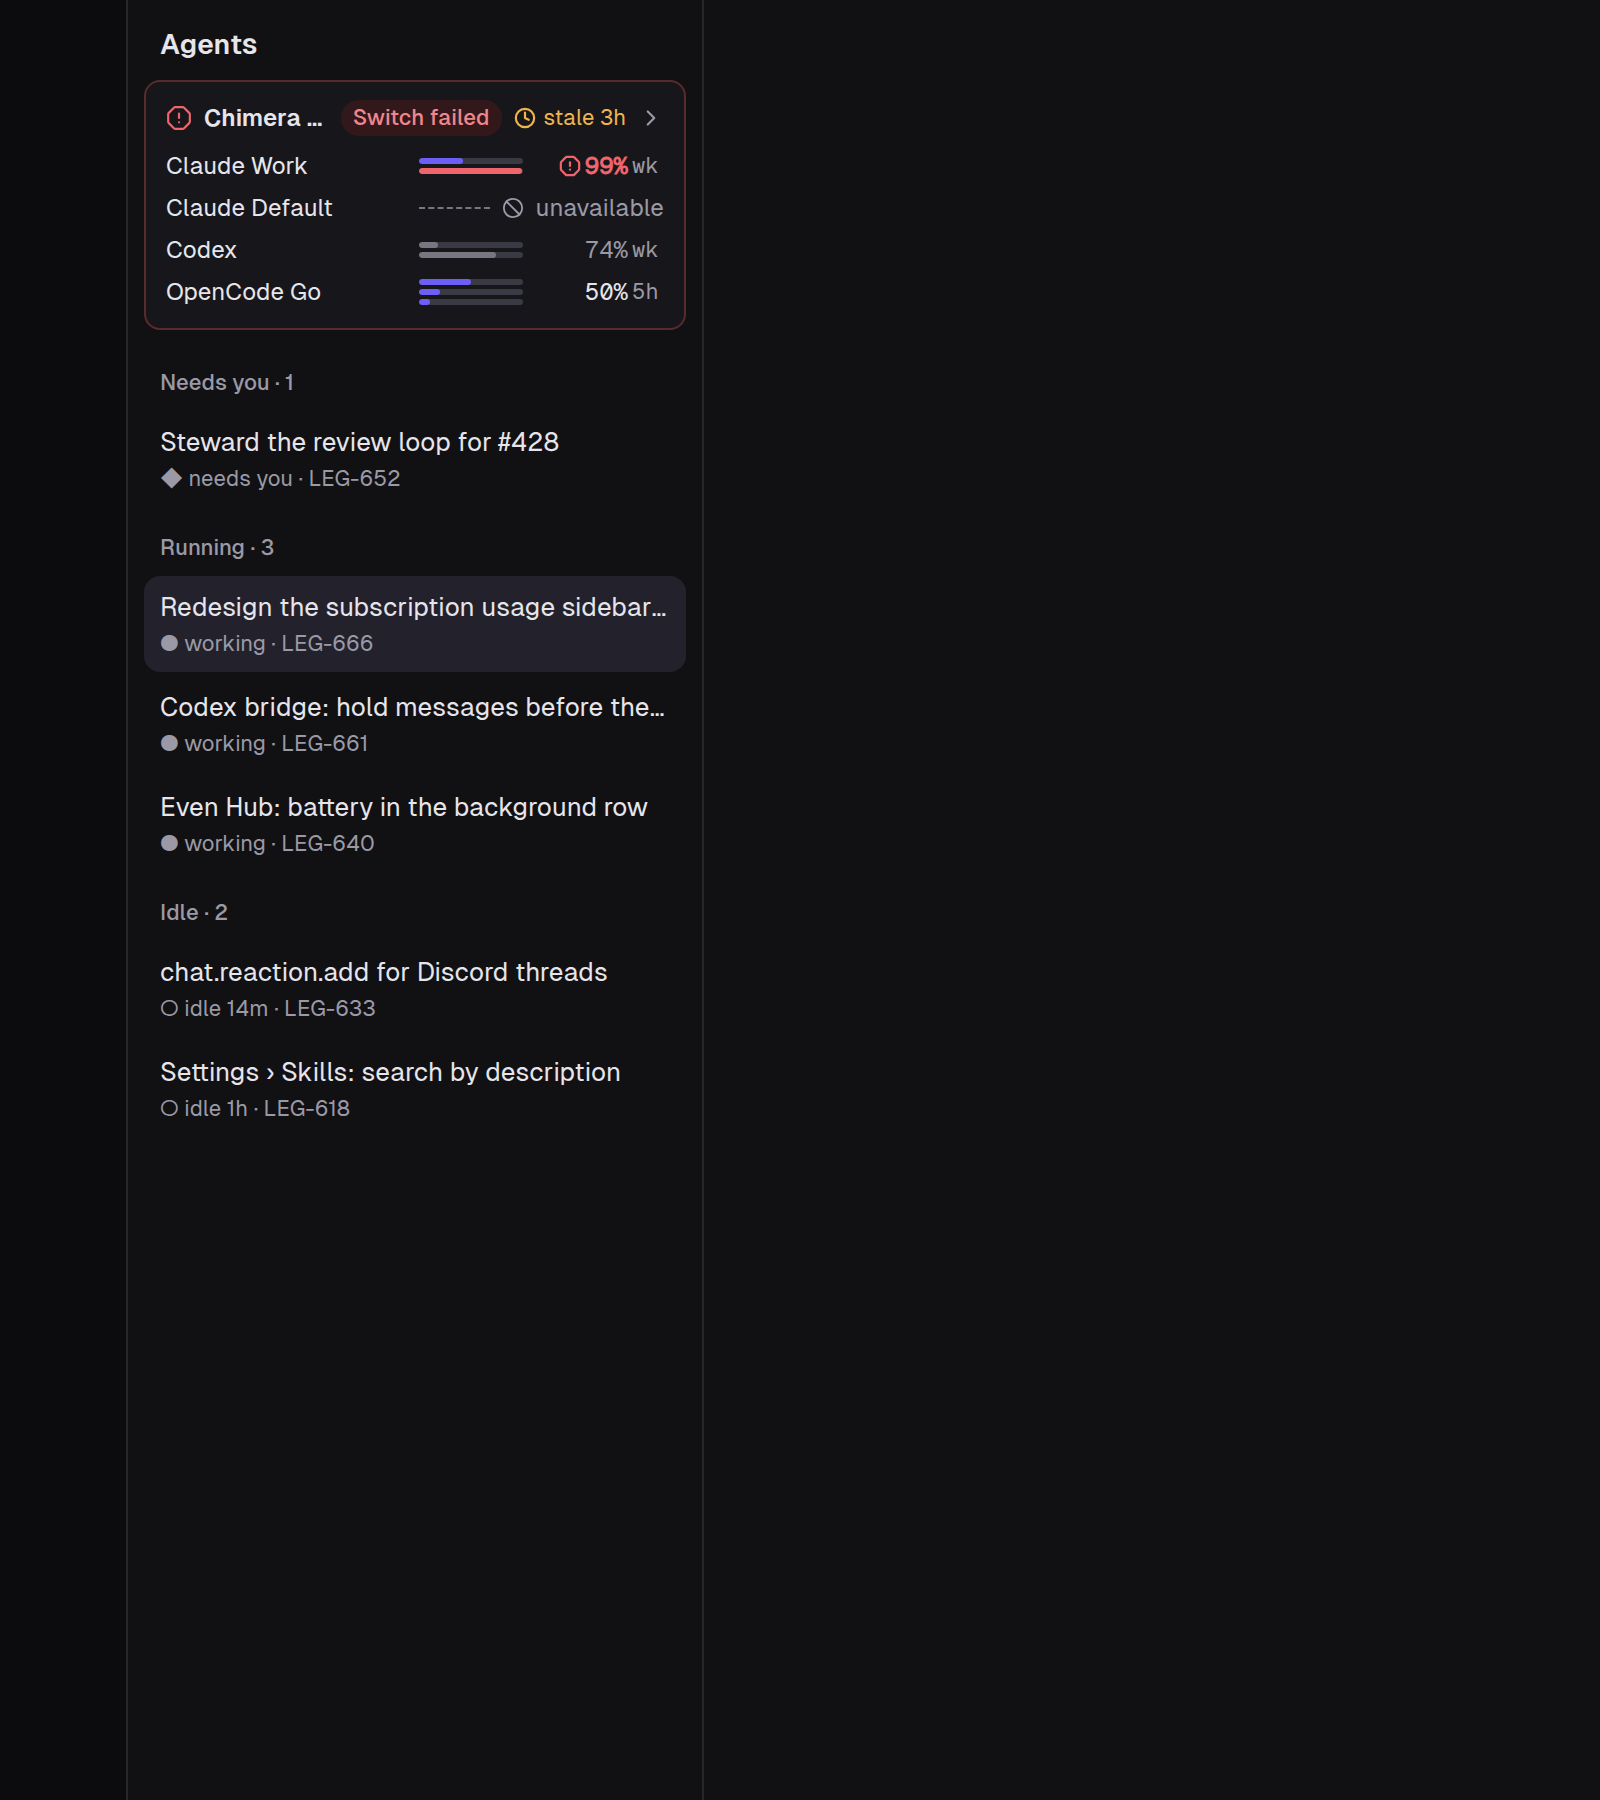 Agents
Chimera ... Switch failed stale 3h
Claude Work 99% wk
Claude Default unavailable
Codex 74% wk
OpenCode Go 50% 5h
Needs you · 1
Steward the review loop for #428
needs you · LEG-652
Running · 3
Redesign the subscription usage sidebar...
working · LEG-666
Codex bridge: hold messages before the...
working · LEG-661
Even Hub: battery in the background row
working · LEG-640
Idle · 2
chat.reaction.add for Discord threads
idle 14m · LEG-633
Settings › Skills: search by description
idle 1h · LEG-618